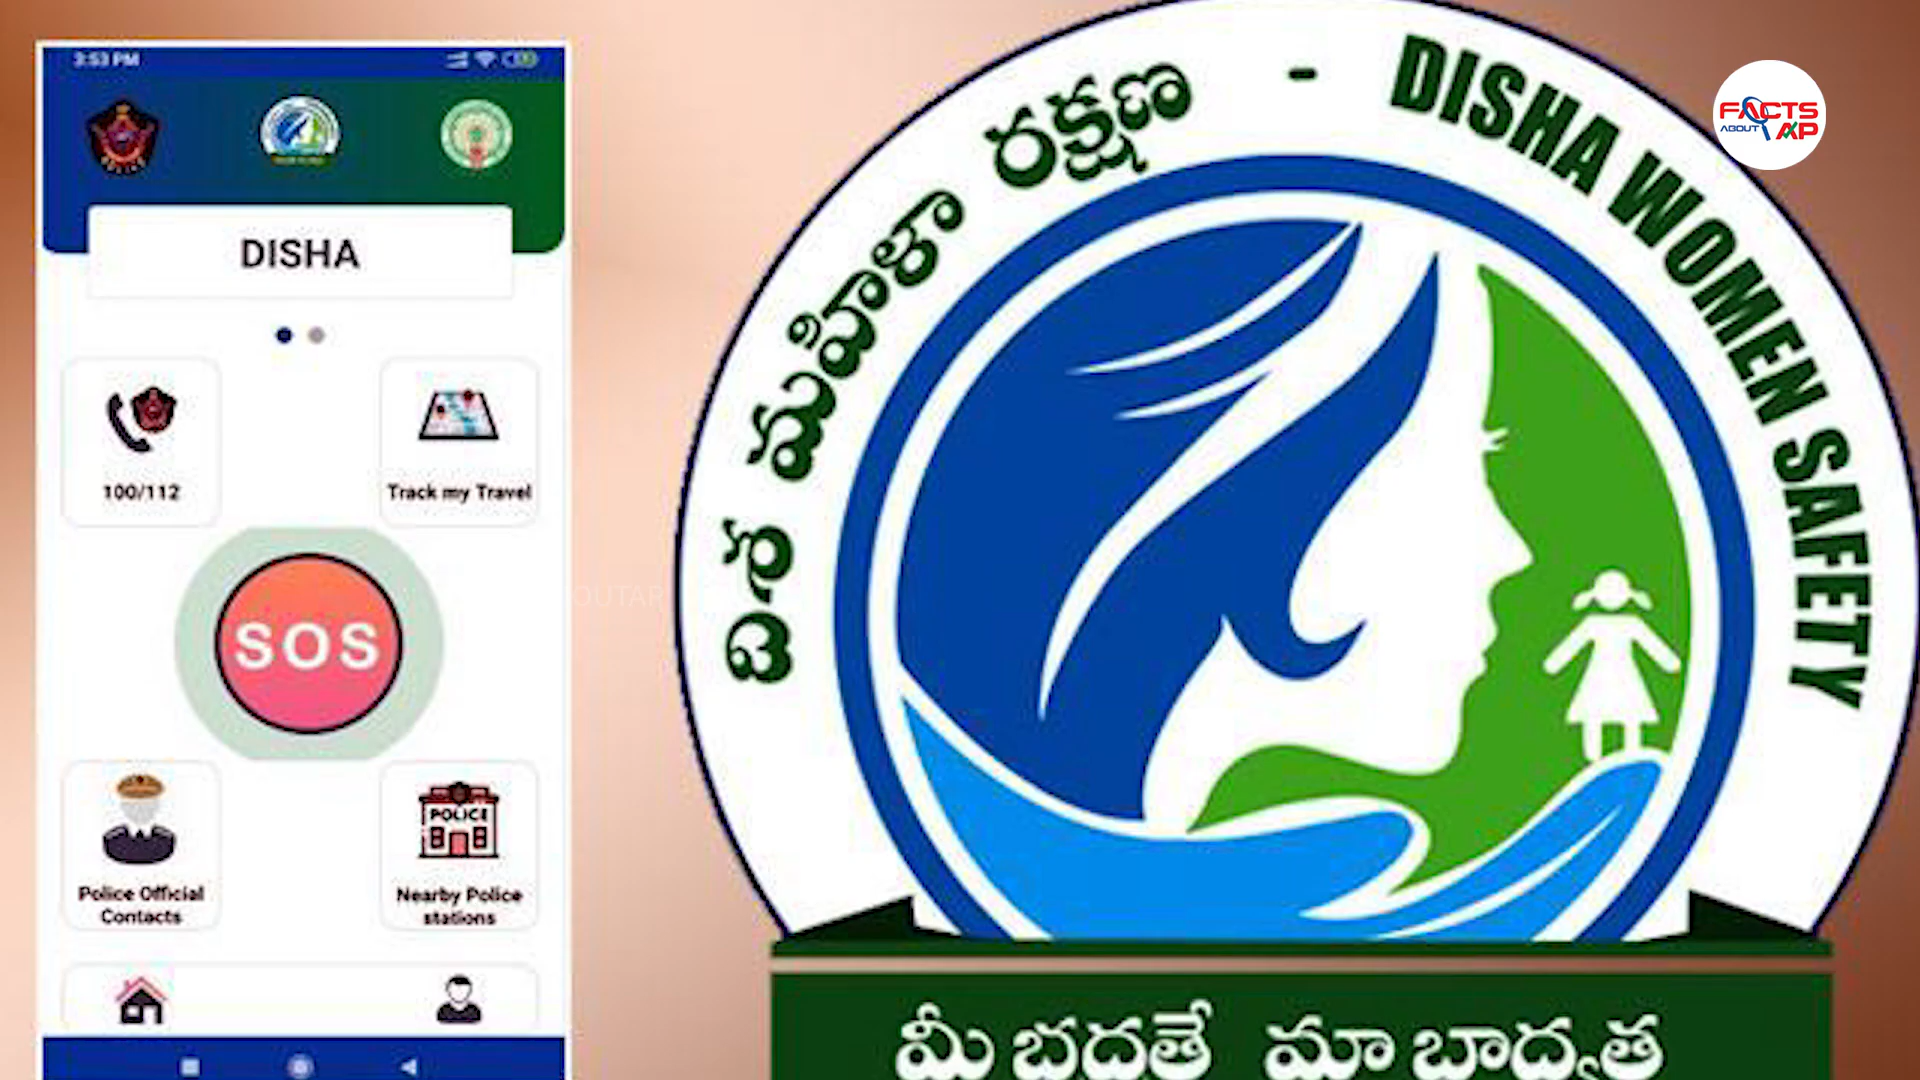 3:53 PM
DISHA
100/112
Track my Travel
SOS
Police Official
Contacts
POLICE
Nearby Police
stations
దిశ మహిళా రక్షణ - DISHA WOMEN SAFETY
మీ భద్రతే మా బాధ్యత
FACTS
ABOUT AP
OUTAR